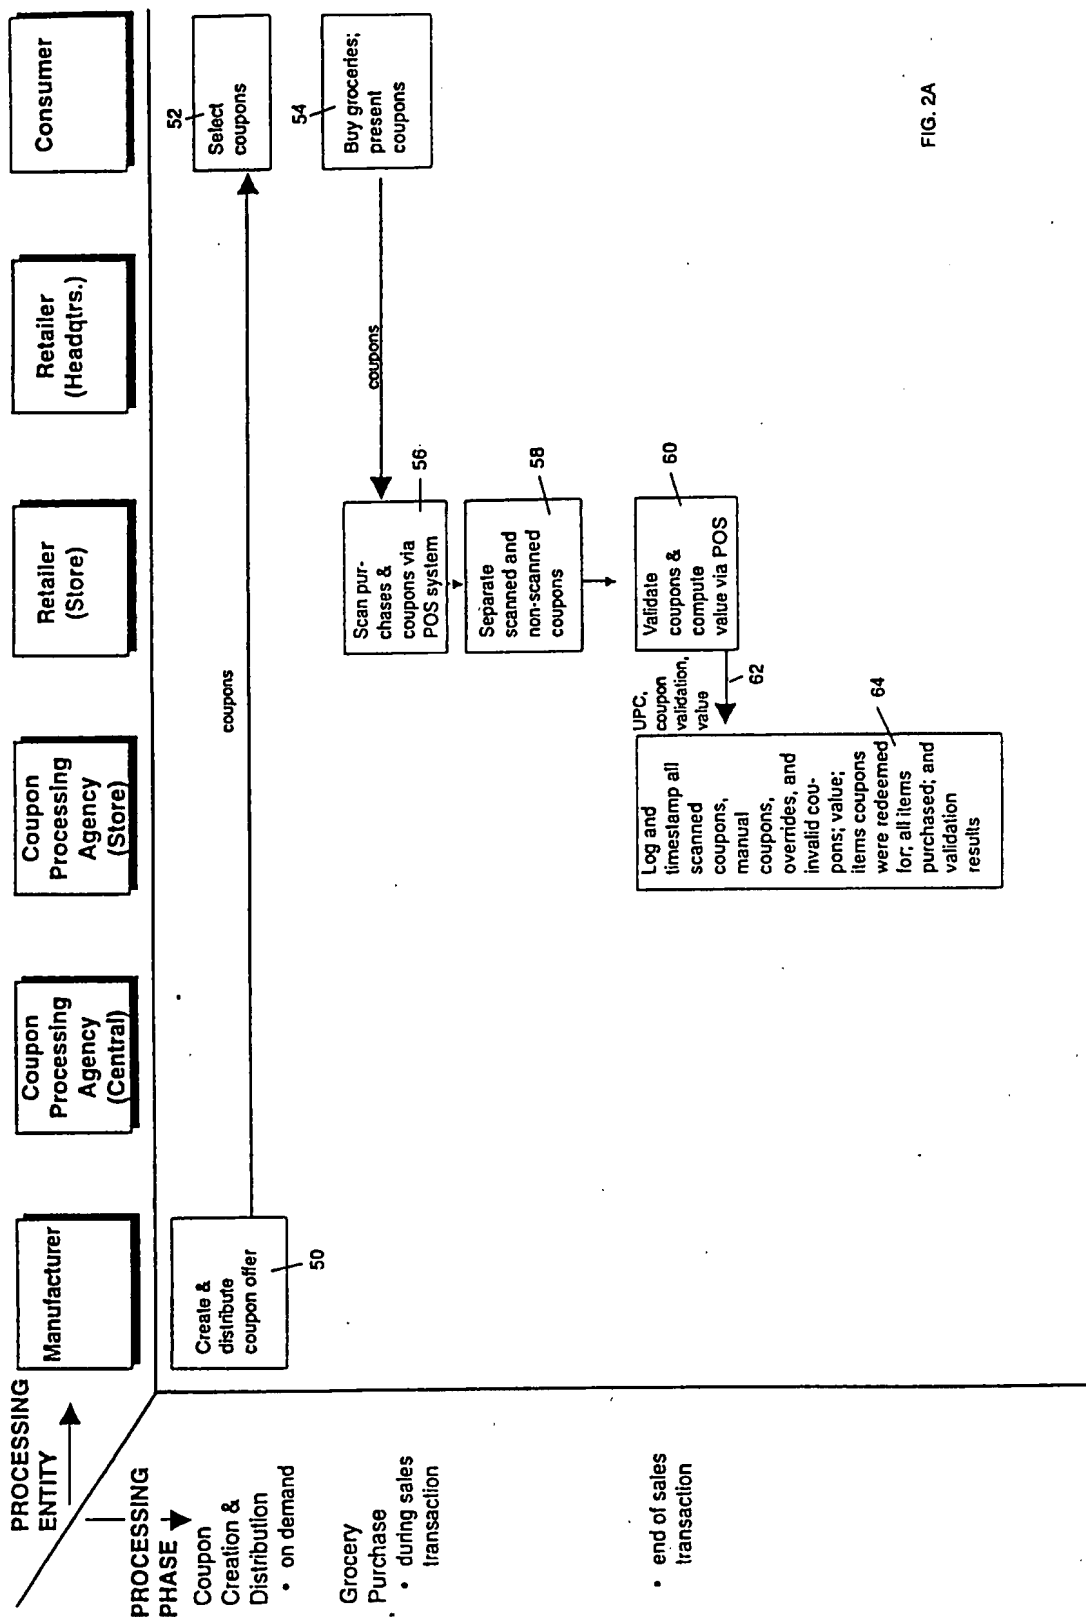 PROCESSING
ENTITY
Manufacturer
Coupon
Processing
Agency
(Central)
Coupon
Processing
Agency
(Store)
Retailer
(Store)
Retailer
(Headqtrs.)
Consumer
PROCESSING
PHASE
Coupon
Creation &
Distribution
• on demand
Create &
distribute
coupon offer
50
coupons
52
Select
coupons
Grocery
Purchase
• during sales
transaction
54
Buy groceries;
present
coupons
coupons
Scan pur-
chases &
coupons via
POS system
56
Separate
scanned and
non-scanned
coupons
58
• end of sales
transaction
Validate
coupons &
compute
value via POS
60
UPC,
coupon
validation,
value
62
Log and
timestamp all
scanned
coupons,
manual
coupons,
overrides, and
invalid cou-
pons; value;
items coupons
were redeemed
for; all items
purchased; and
validation
results
64
FIG. 2A